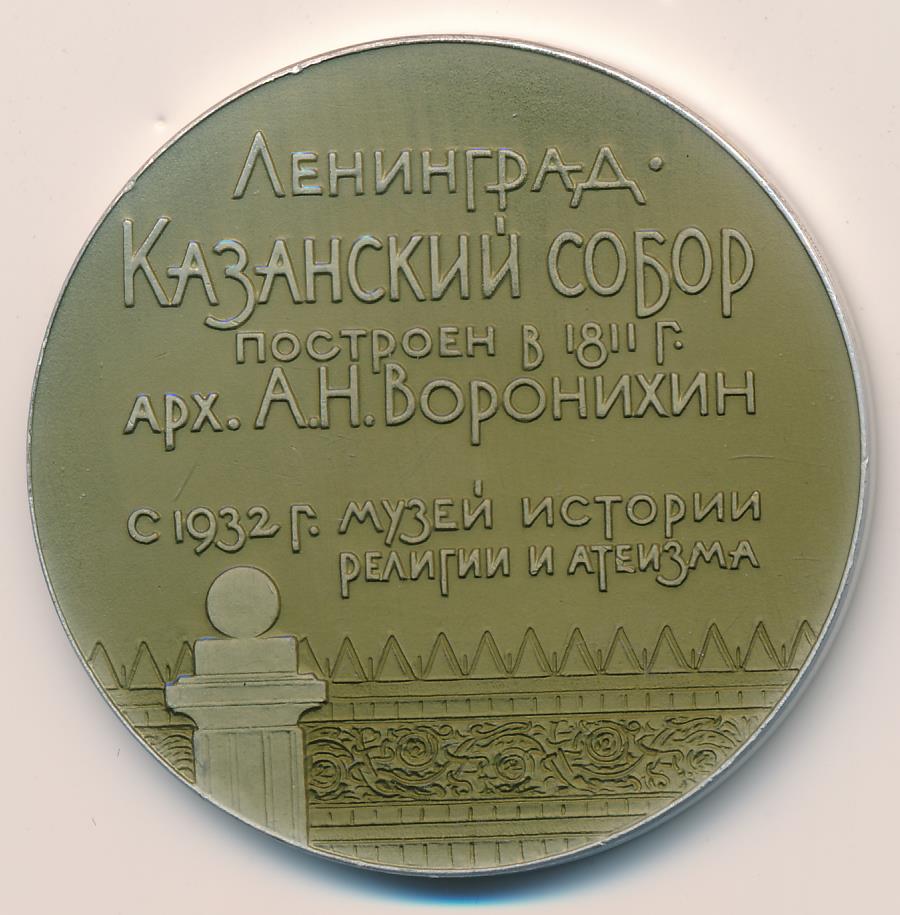 Ленинград·
Казанский собор
построен в 1811 г.
арх. А.Н. Воронихин
с 1932 г. музей истории
религии и атеизма